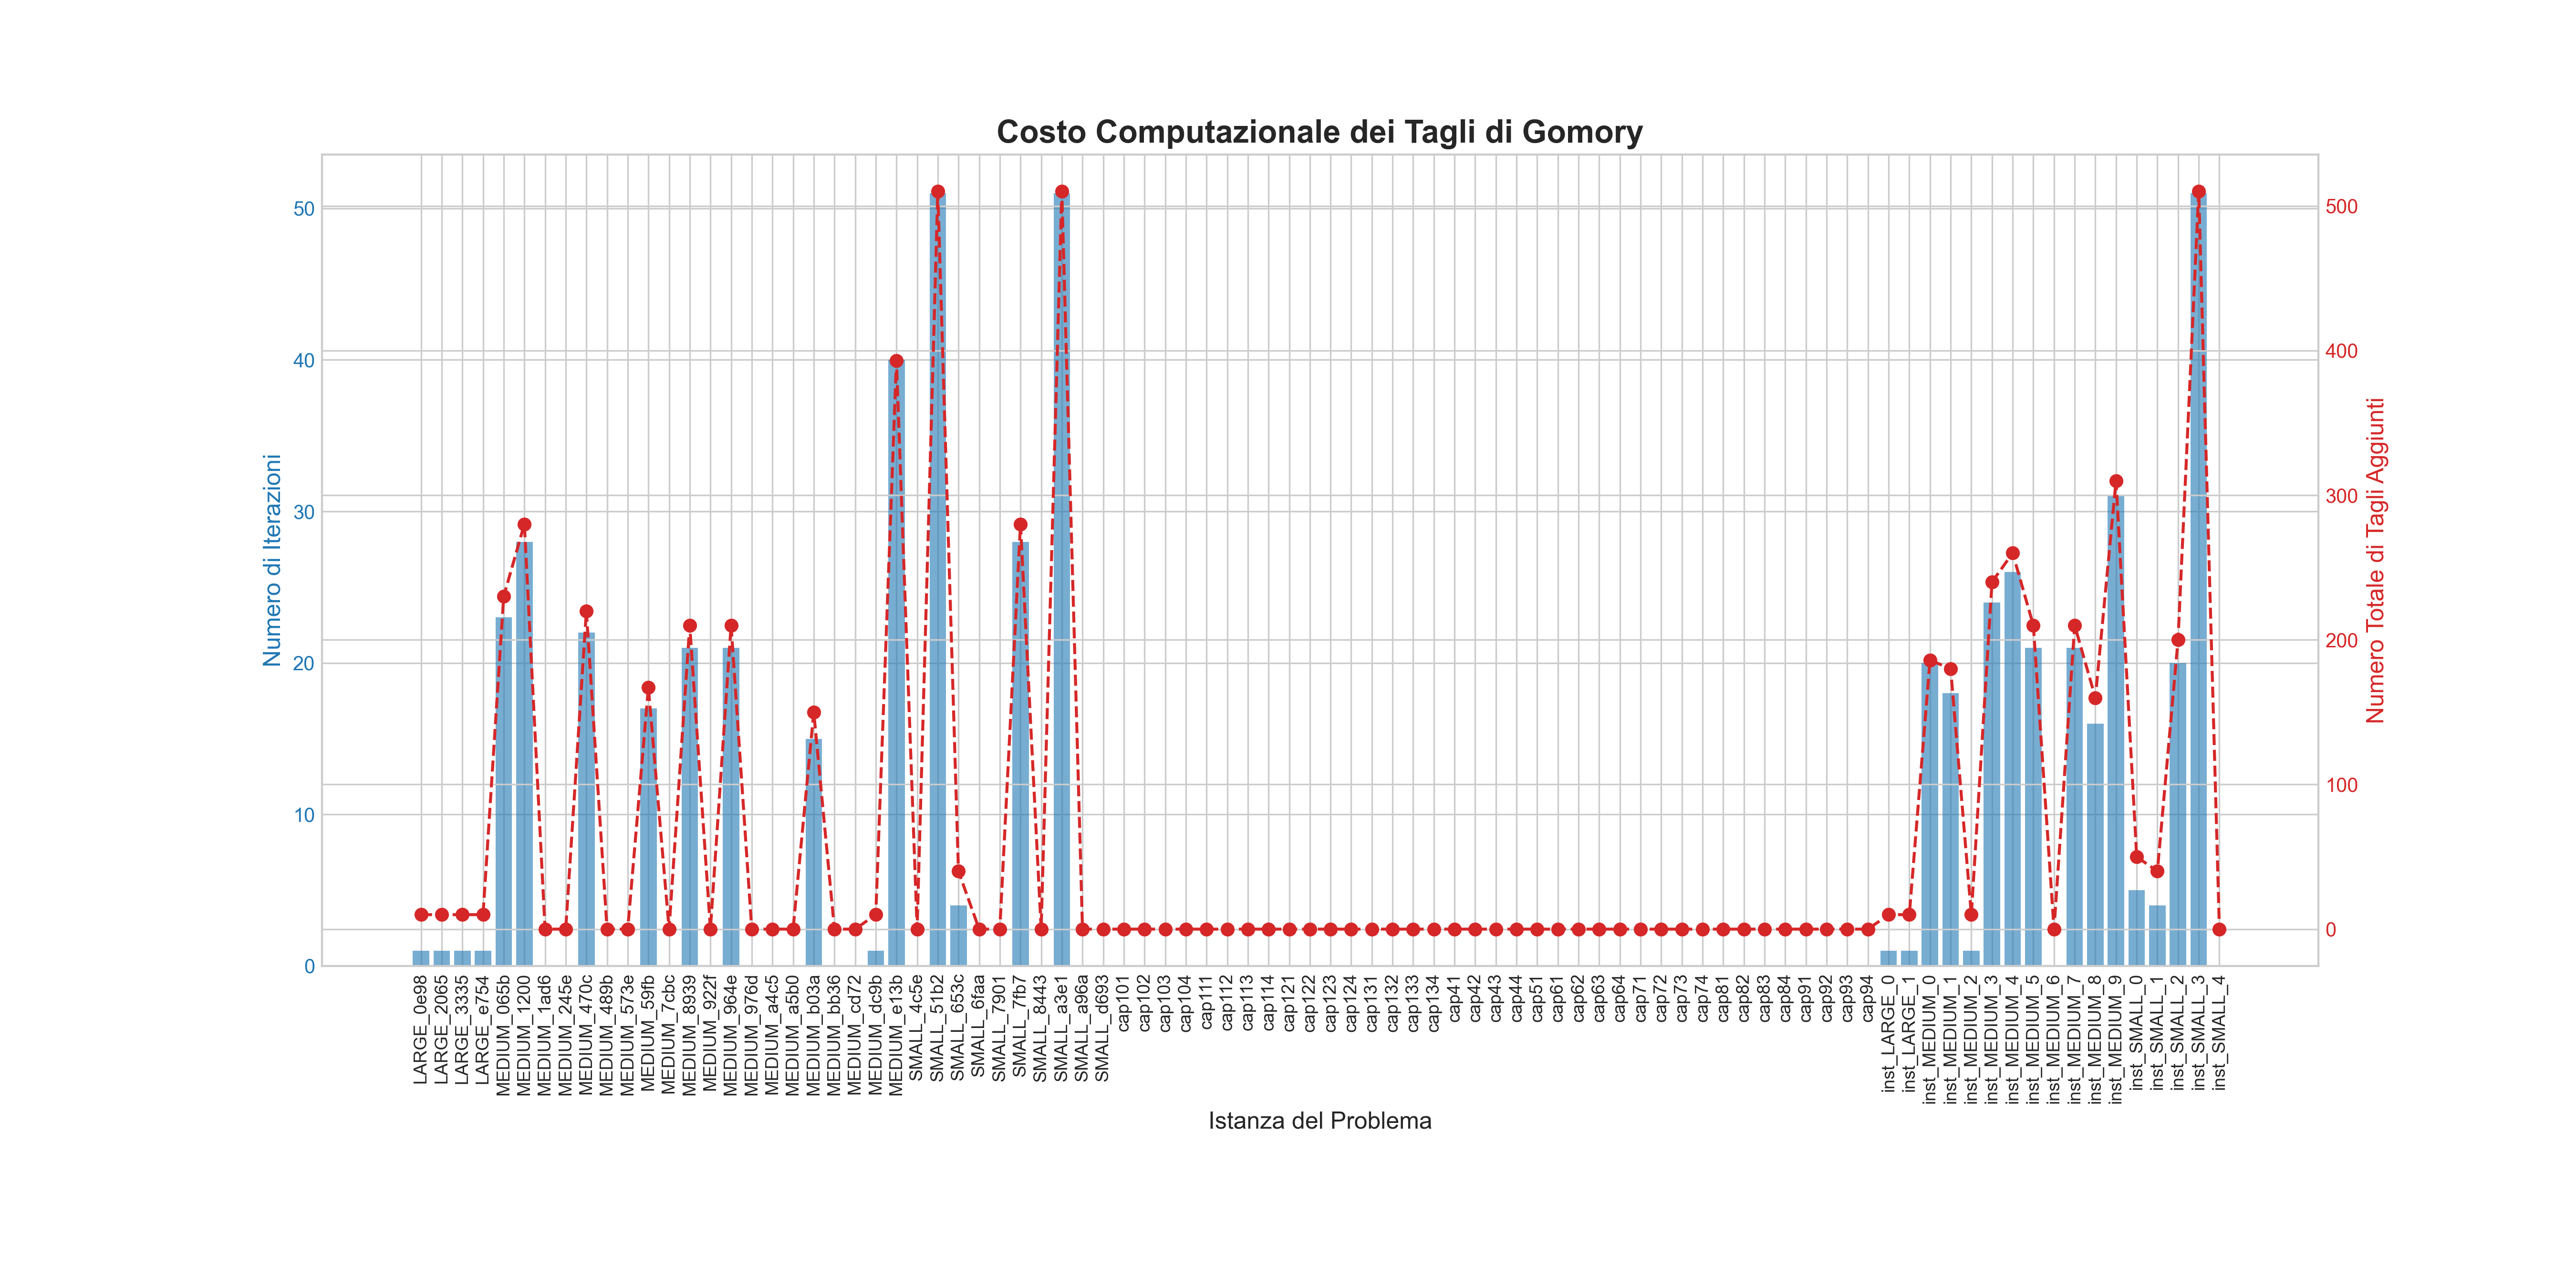 Costo Computazionale dei Tagli di Gomory
Numero di Iterazioni
50
40
30
20
10
0
500
400
300
200
100
0
Numero Totale di Tagli Aggiunti
LARGE_0e98
LARGE_2065
LARGE_3335
LARGE_e754
MEDIUM_065b
MEDIUM_1200
MEDIUM_1ad6
MEDIUM_245e
MEDIUM_470c
MEDIUM_489b
MEDIUM_573e
MEDIUM_59fb
MEDIUM_7cbc
MEDIUM_8939
MEDIUM_922f
MEDIUM_964e
MEDIUM_976d
MEDIUM_a4c5
MEDIUM_a5b0
MEDIUM_b03a
MEDIUM_bb36
MEDIUM_cd72
MEDIUM_dc9b
MEDIUM_e13b
SMALL_4c5e
SMALL_51b2
SMALL_653c
SMALL_6faa
SMALL_7901
SMALL_7fb7
SMALL_8443
SMALL_a3e1
SMALL_a96a
SMALL_d693
cap101
cap102
cap103
cap104
cap111
cap112
cap113
cap114
cap121
cap122
cap123
cap124
cap131
cap132
cap133
cap134
cap41
cap42
cap43
cap44
cap51
cap61
cap62
cap63
cap64
cap71
cap72
cap73
cap74
cap81
cap82
cap83
cap84
cap91
cap92
cap93
cap94
inst_LARGE_0
inst_LARGE_1
inst_MEDIUM_0
inst_MEDIUM_1
inst_MEDIUM_2
inst_MEDIUM_3
inst_MEDIUM_4
inst_MEDIUM_5
inst_MEDIUM_6
inst_MEDIUM_7
inst_MEDIUM_8
inst_MEDIUM_9
inst_SMALL_0
inst_SMALL_1
inst_SMALL_2
inst_SMALL_3
inst_SMALL_4
Istanza del Problema